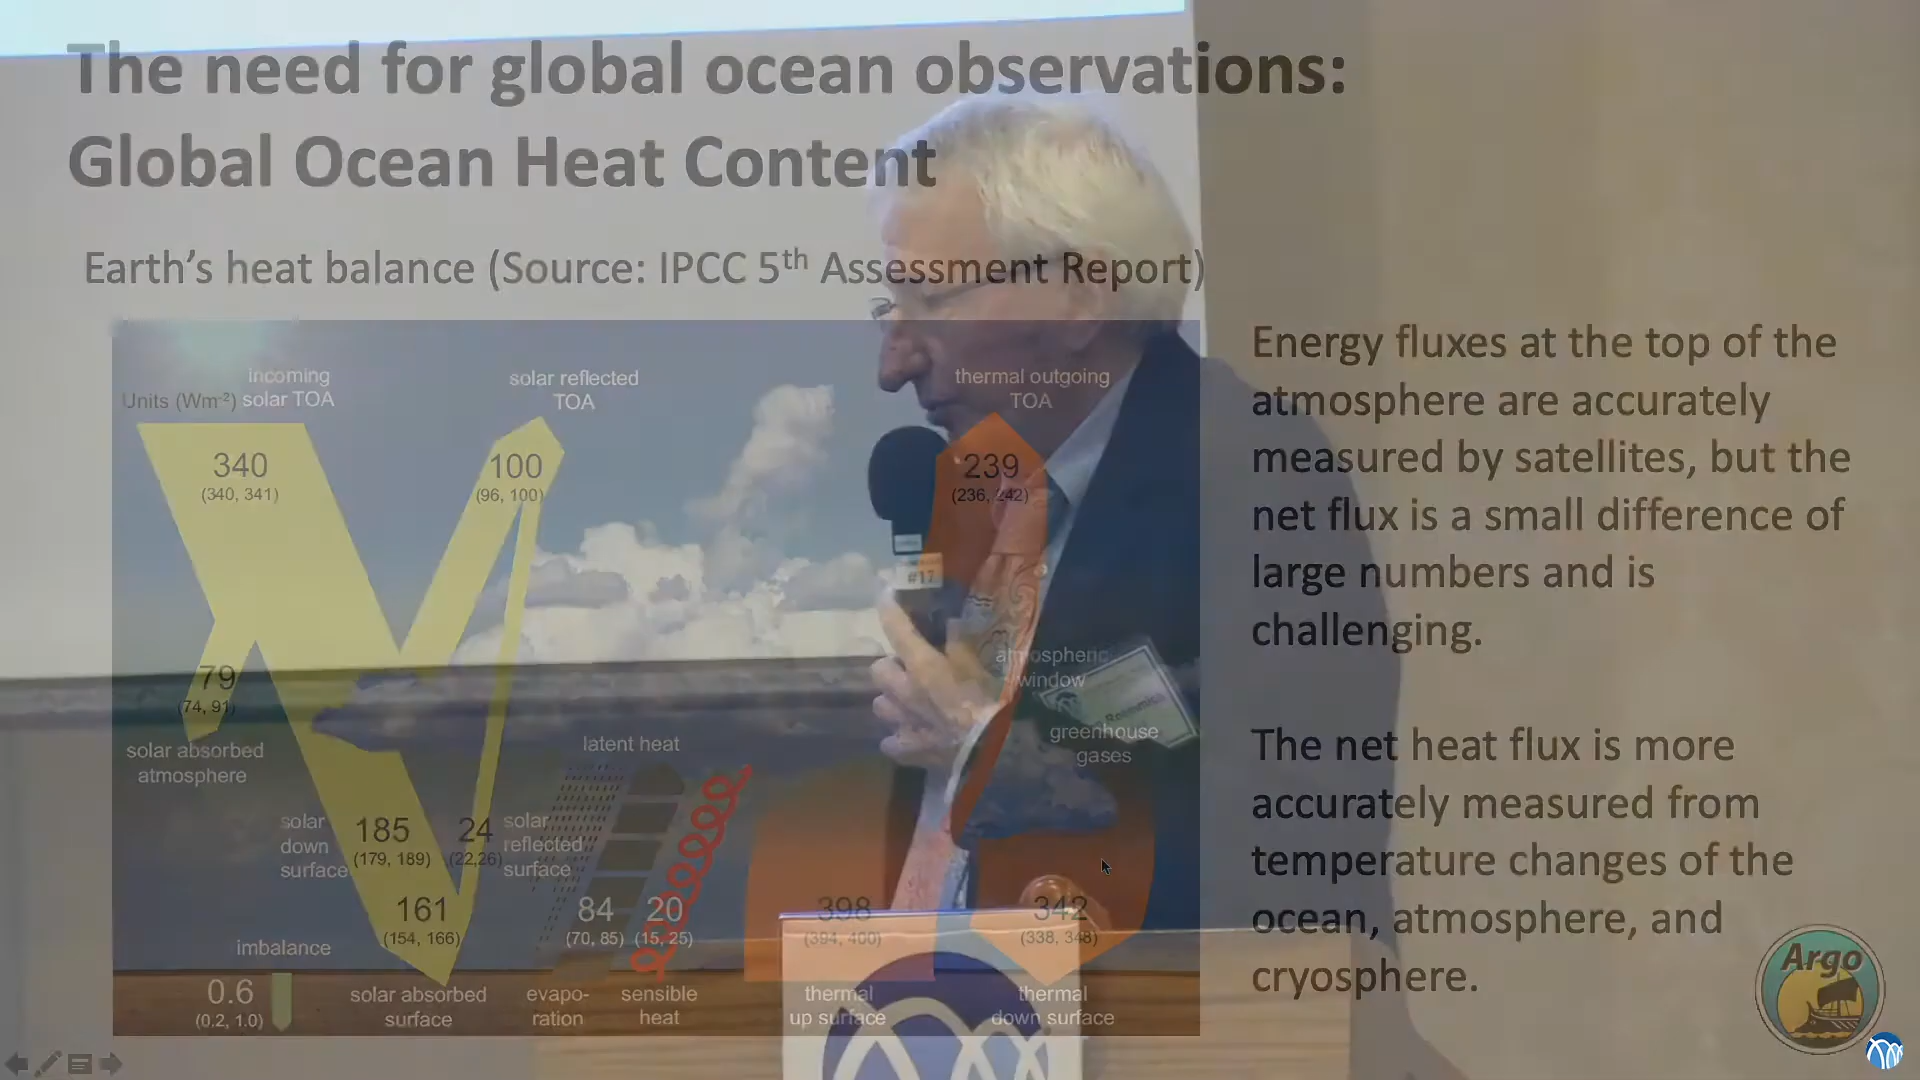 The need for global ocean observations:
Global Ocean Heat Content
Earth's heat balance (Source: IPCC 5th Assessment Report)
Units (Wm-2)
incoming
solar TOA
solar reflected
TOA
thermal outgoing
TOA
340
(340, 341)
100
(96, 100)
239
(236, 242)
#17
79
(74, 91)
solar absorbed
atmosphere
atmospheric
window
greenhouse
gases
latent heat
solar
down
surface
185
(179, 189)
24
(22,26)
solar
reflected
surface
161
(154, 166)
84
(70, 85)
20
(15, 25)
398
(394, 400)
342
(338, 348)
imbalance
0.6
(0.2, 1.0)
solar absorbed
surface
evapo-
ration
sensible
heat
thermal
up surface
thermal
down surface
Energy fluxes at the top of the
atmosphere are accurately
measured by satellites, but the
net flux is a small difference of
large numbers and is
challenging.
The net heat flux is more
accurately measured from
temperature changes of the
ocean, atmosphere, and
cryosphere.
Argo